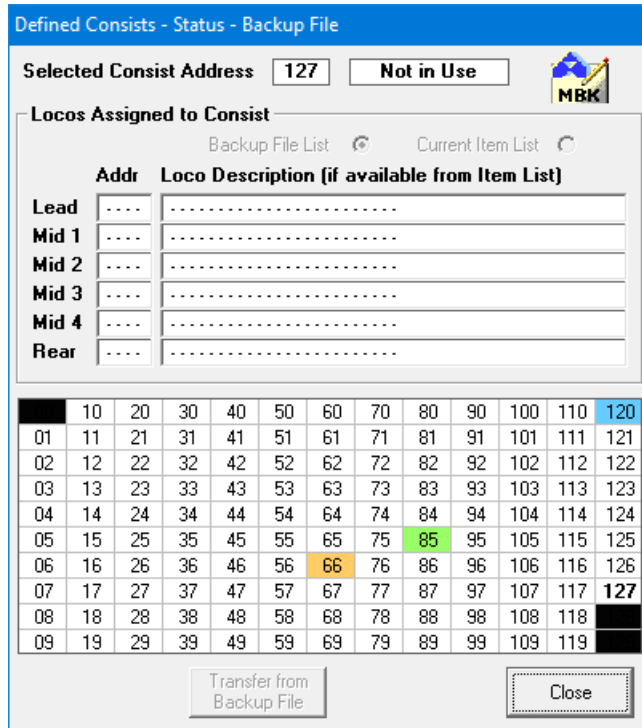 Defined Consists - Status - Backup File
Selected Consist Address 127 Not in Use
MBK
Locos Assigned to Consist
Backup File List Current Item List
Addr Loco Description (if available from Item List)
Lead - - - - - - - - - - - - - - - - - - - - - - - - - - - -
Mid 1 - - - - - - - - - - - - - - - - - - - - - - - - - - - -
Mid 2 - - - - - - - - - - - - - - - - - - - - - - - - - - - -
Mid 3 - - - - - - - - - - - - - - - - - - - - - - - - - - - -
Mid 4 - - - - - - - - - - - - - - - - - - - - - - - - - - - -
Rear - - - - - - - - - - - - - - - - - - - - - - - - - - - -
10 20 30 40 50 60 70 80 90 100 110 120
01 11 21 31 41 51 61 71 81 91 101 111 121
02 12 22 32 42 52 62 72 82 92 102 112 122
03 13 23 33 43 53 63 73 83 93 103 113 123
04 14 24 34 44 54 64 74 84 94 104 114 124
05 15 25 35 45 55 65 75 85 95 105 115 125
06 16 26 36 46 56 66 76 86 96 106 116 126
07 17 27 37 47 57 67 77 87 97 107 117 127
08 18 28 38 48 58 68 78 88 98 108 118
09 19 29 39 49 59 69 79 89 99 109 119
Transfer from
Backup File
Close